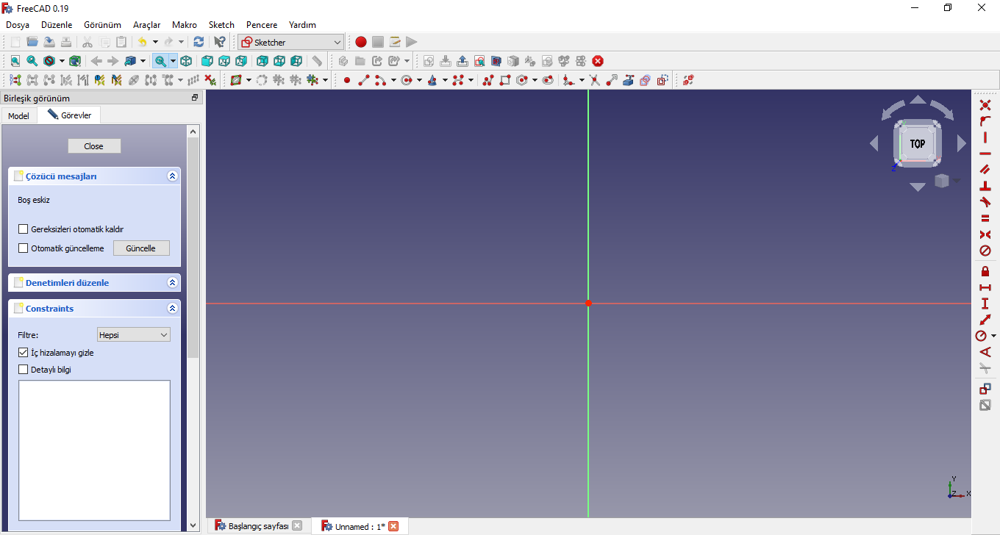 FreeCAD 0.19
Dosya Düzenle Görünüm Araçlar Makro Sketch Pencere Yardım
Sketcher
Birleşik görünüm
Model Görevler
Close
Çözücü mesajları
Boş eskiz
Gereksizleri otomatik kaldır
Otomatik güncelleme Güncelle
Denetimleri düzenle
Constraints
Filtre: Hepsi
İç hizalamayı gizle
Detaylı bilgi
TOP
Z
Y
Z X
Başlangıç sayfası Unnamed : 1*